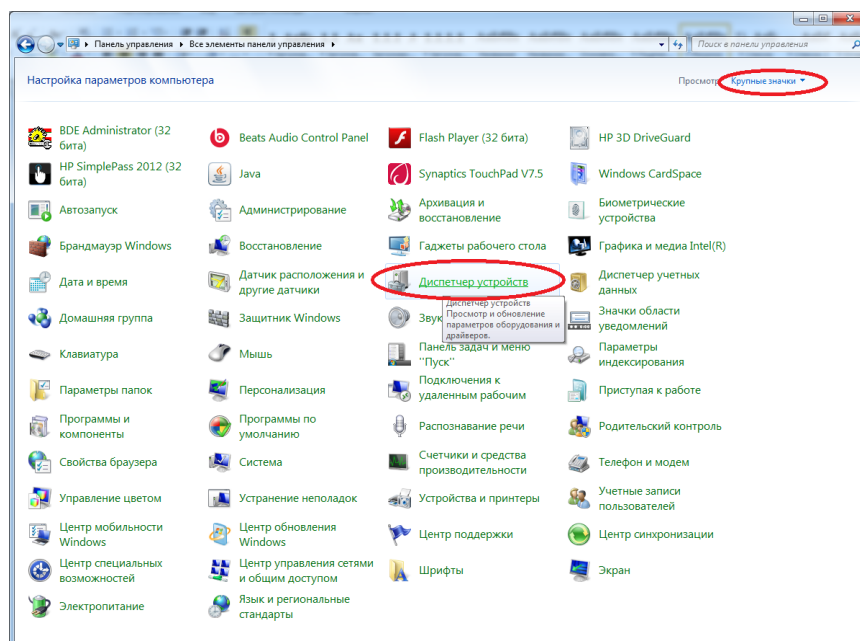 Панель управления ▸ Все элементы панели управления ▸
Поиск в панели управления
Настройка параметров компьютера
Просмотр
Крупные значки
BDE Administrator (32
бита)
Beats Audio Control Panel
Flash Player (32 бита)
HP 3D DriveGuard
HP SimplePass 2012 (32
бита)
Java
Synaptics TouchPad V7.5
Windows CardSpace
Автозапуск
Администрирование
Архивация и
восстановление
Биометрические
устройства
Брандмауэр Windows
Восстановление
Гаджеты рабочего стола
Графика и медиа Intel(R)
Дата и время
Датчик расположения и
другие датчики
Диспетчер устройств
Диспетчер учетных
данных
Диспетчер устройств
Просмотр и обновление
параметров оборудования и
драйверов.
Домашняя группа
Защитник Windows
Значки области
уведомлений
Клавиатура
Мышь
Панель задач и меню
"Пуск"
Параметры
индексирования
Параметры папок
Персонализация
Подключения к
удаленным рабочим
Приступая к работе
Программы и
компоненты
Программы по
умолчанию
Распознавание речи
Родительский контроль
Свойства браузера
Система
Счетчики и средства
производительности
Телефон и модем
Управление цветом
Устранение неполадок
Устройства и принтеры
Учетные записи
пользователей
Центр мобильности
Windows
Центр обновления
Windows
Центр поддержки
Центр синхронизации
Центр специальных
возможностей
Центр управления сетями
и общим доступом
Шрифты
Экран
Электропитание
Язык и региональные
стандарты